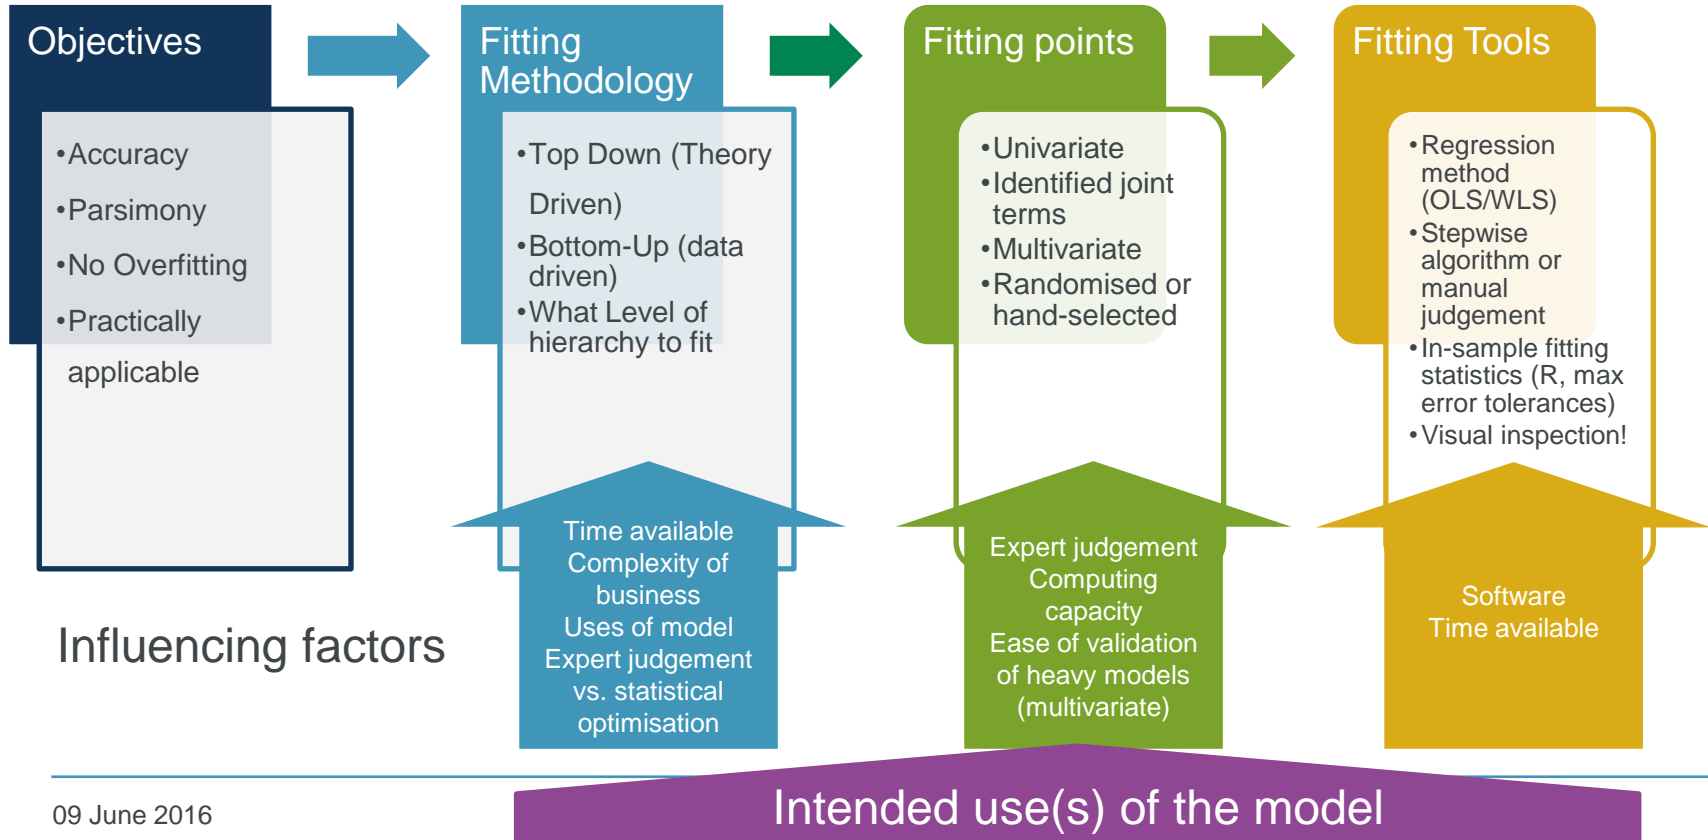 Objectives
•Accuracy
•Parsimony
•No Overfitting
•Practically
applicable
Fitting
Methodology
•Top Down (Theory
Driven)
•Bottom-Up (data
driven)
•What Level of
hierarchy to fit
Fitting points
•Univariate
•Identified joint
terms
•Multivariate
•Randomised or
hand-selected
Fitting Tools
•Regression
method
(OLS/WLS)
•Stepwise
algorithm or
manual
judgement
•In-sample fitting
statistics (R, max
error tolerances)
•Visual inspection!
Influencing factors
Time available
Complexity of
business
Uses of model
Expert judgement
vs. statistical
optimisation
Expert judgement
Computing
capacity
Ease of validation
of heavy models
(multivariate)
Software
Time available
Intended use(s) of the model
09 June 2016